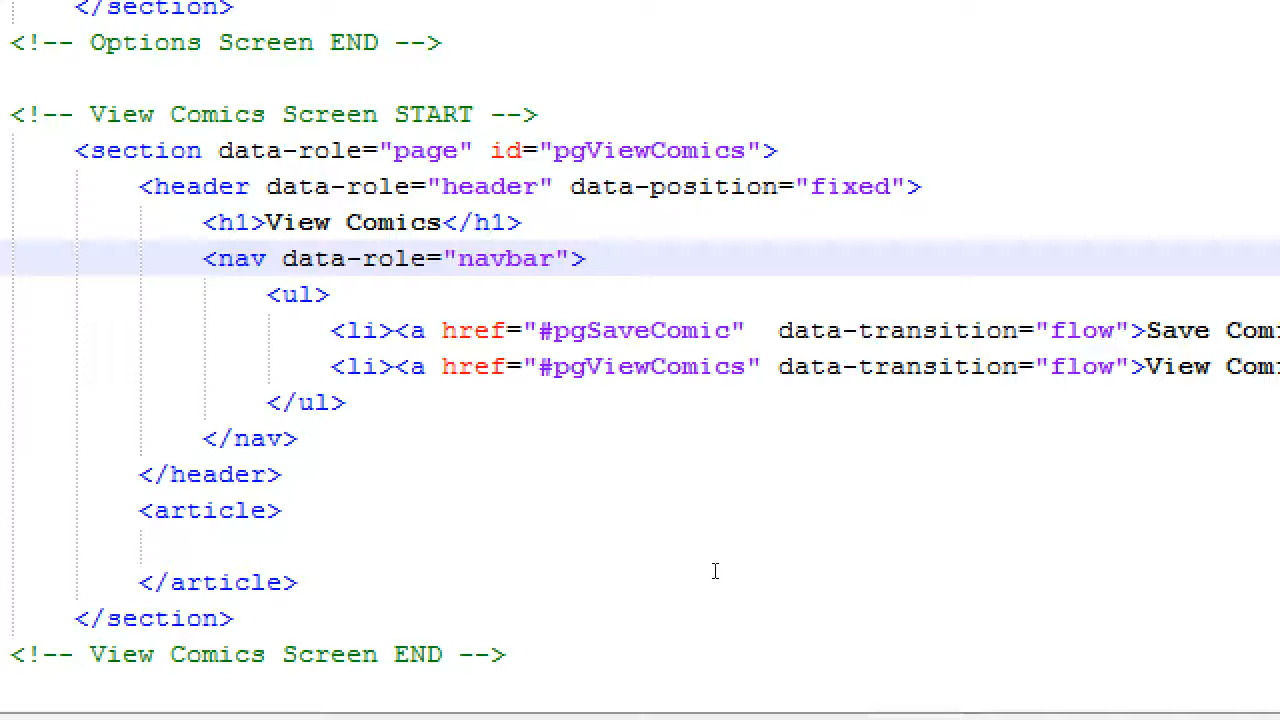 </section>
<!-- Options Screen END -->
<!-- View Comics Screen START -->
<section data-role="page" id="pgViewComics">
<header data-role="header" data-position="fixed">
<h1>View Comics</h1>
<nav data-role="navbar">
<ul>
<li><a href="#pgSaveComic"  data-transition="flow">Save Comi
<li><a href="#pgViewComics" data-transition="flow">View Comi
</ul>
</nav>
</header>
<article>
</article>
</section>
<!-- View Comics Screen END -->